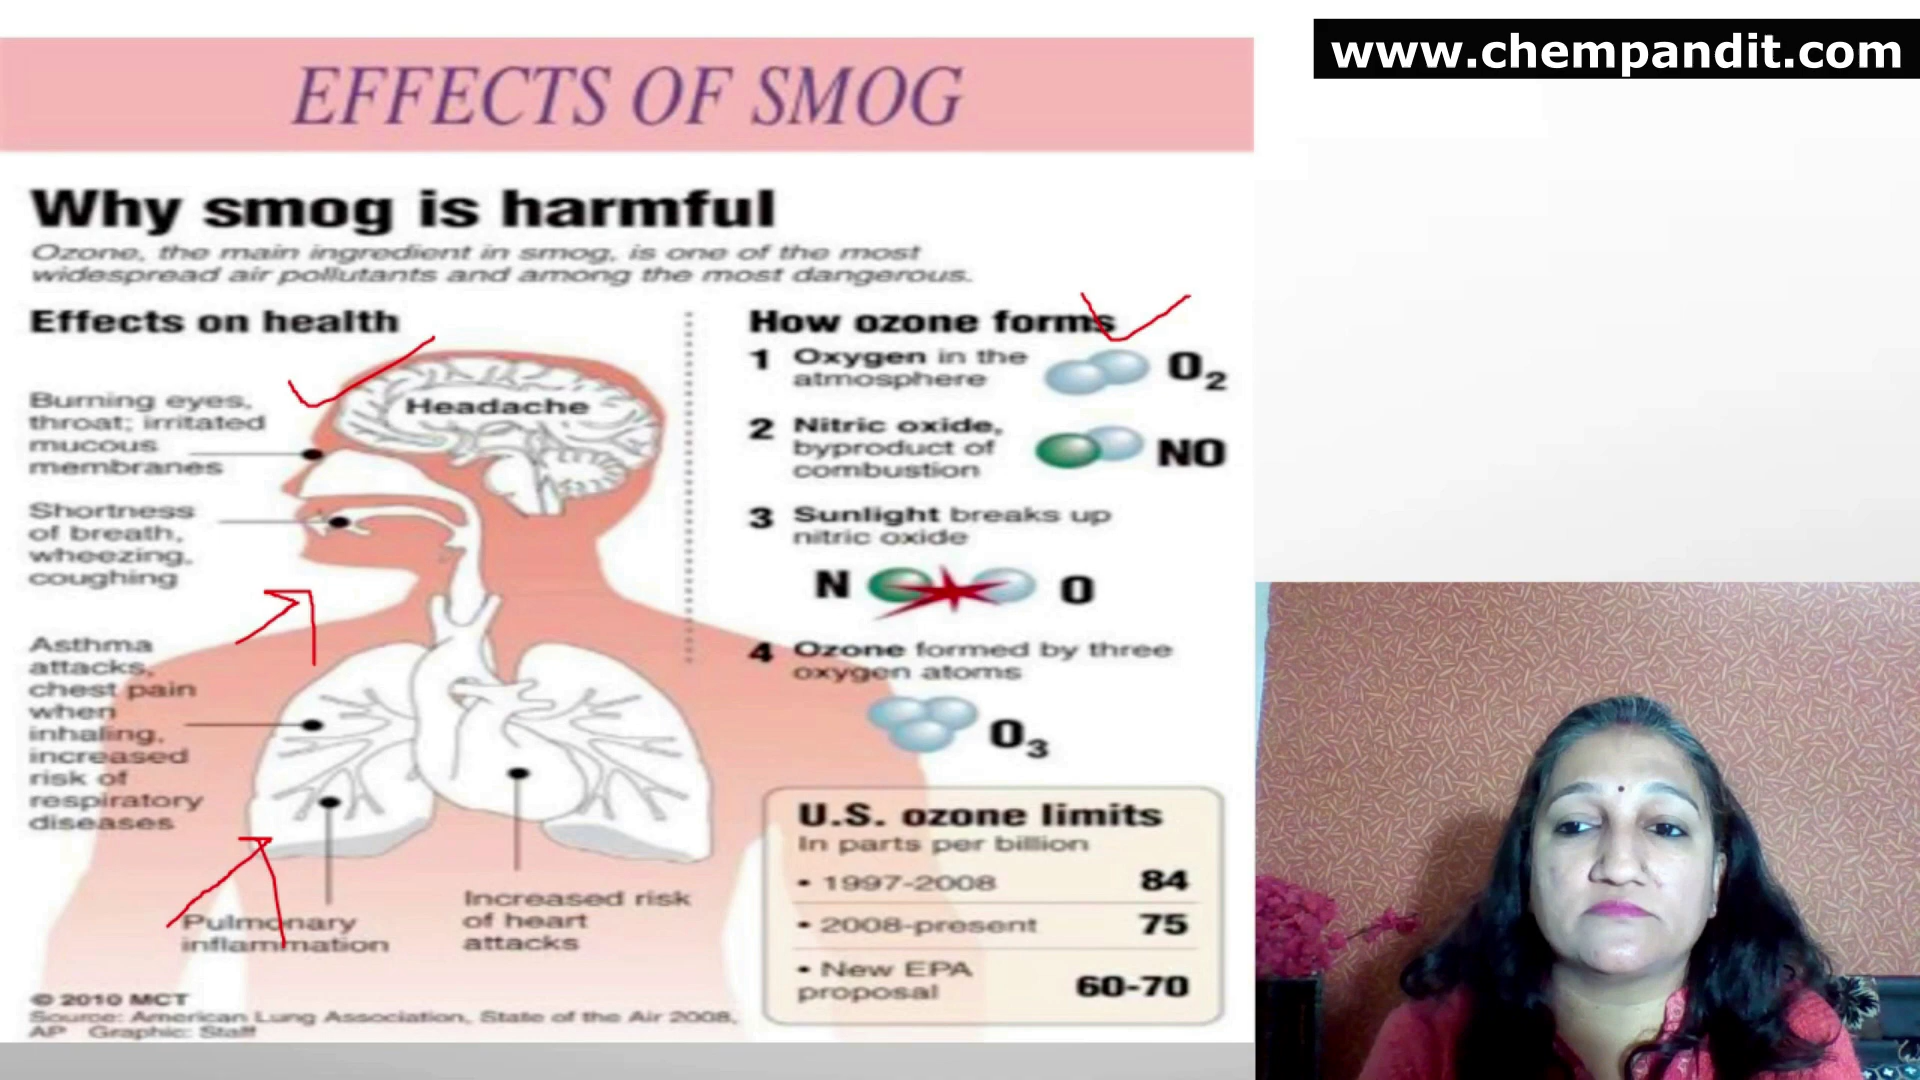 www.chempandit.com
EFFECTS OF SMOG
Why smog is harmful
Ozone, the main ingredient in smog, is one of the most
widespread air pollutants and among the most dangerous.
Effects on health
Burning eyes,
throat; irritated
mucous
membranes
Shortness
of breath,
wheezing,
coughing
Asthma
attacks,
chest pain
when
inhaling,
increased
risk of
respiratory
diseases
Headache
Pulmonary
inflammation
Increased risk
of heart
attacks
How ozone forms
1 Oxygen in the
atmosphere
O2
2 Nitric oxide,
byproduct of
combustion
NO
3 Sunlight breaks up
nitric oxide
N O
4 Ozone formed by three
oxygen atoms
O3
U.S. ozone limits
In parts per billion
• 1997-2008 84
• 2008-present 75
• New EPA
proposal 60-70
© 2010 MCT
Source: American Lung Association, State of the Air 2008,
AP Graphic: Staff